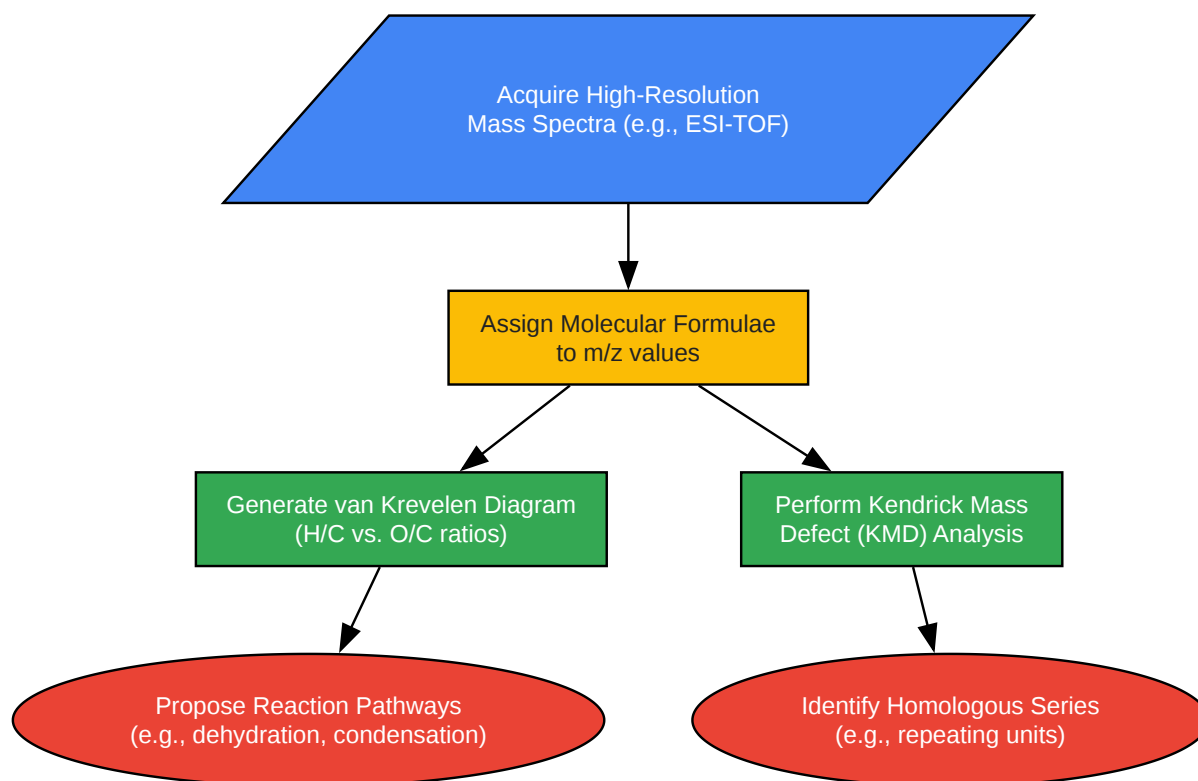 Acquire High-Resolution
Mass Spectra (e.g., ESI-TOF)
Assign Molecular Formulae
to m/z values
Generate van Krevelen Diagram
(H/C vs. O/C ratios)
Perform Kendrick Mass
Defect (KMD) Analysis
Propose Reaction Pathways
(e.g., dehydration, condensation)
Identify Homologous Series
(e.g., repeating units)